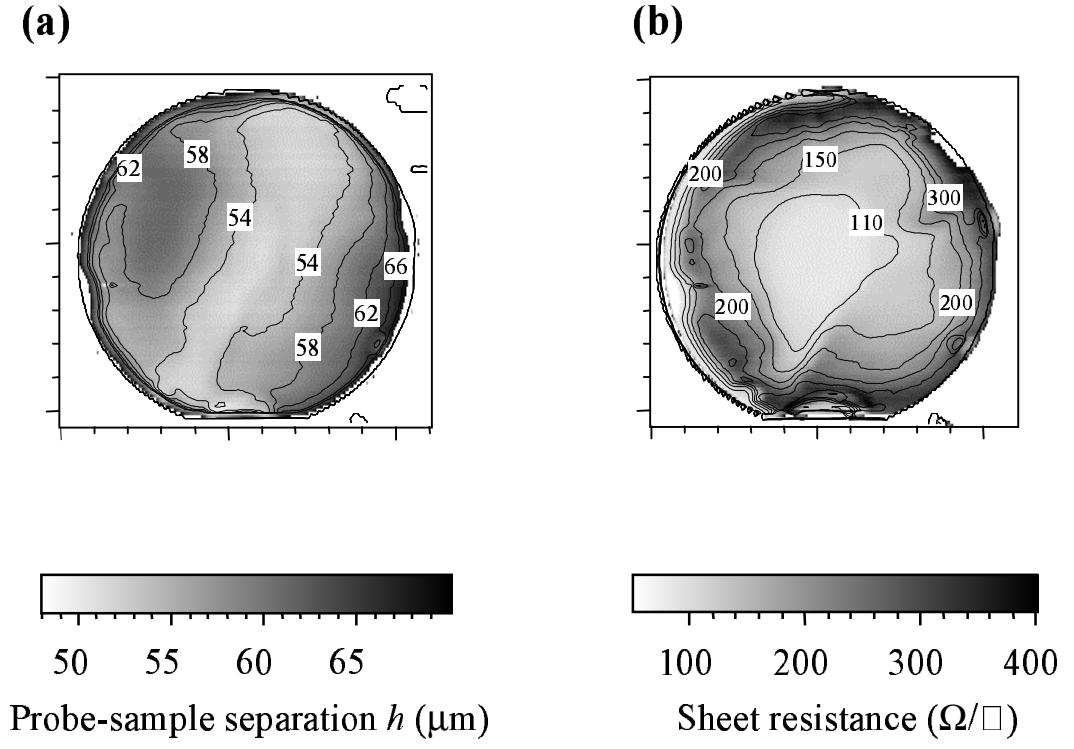 (a)
(b)
62
58
54
54
66
62
58
200
150
300
110
200
200
50 55 60 65
Probe-sample separation h (μm)
100 200 300 400
Sheet resistance (Ω/□)